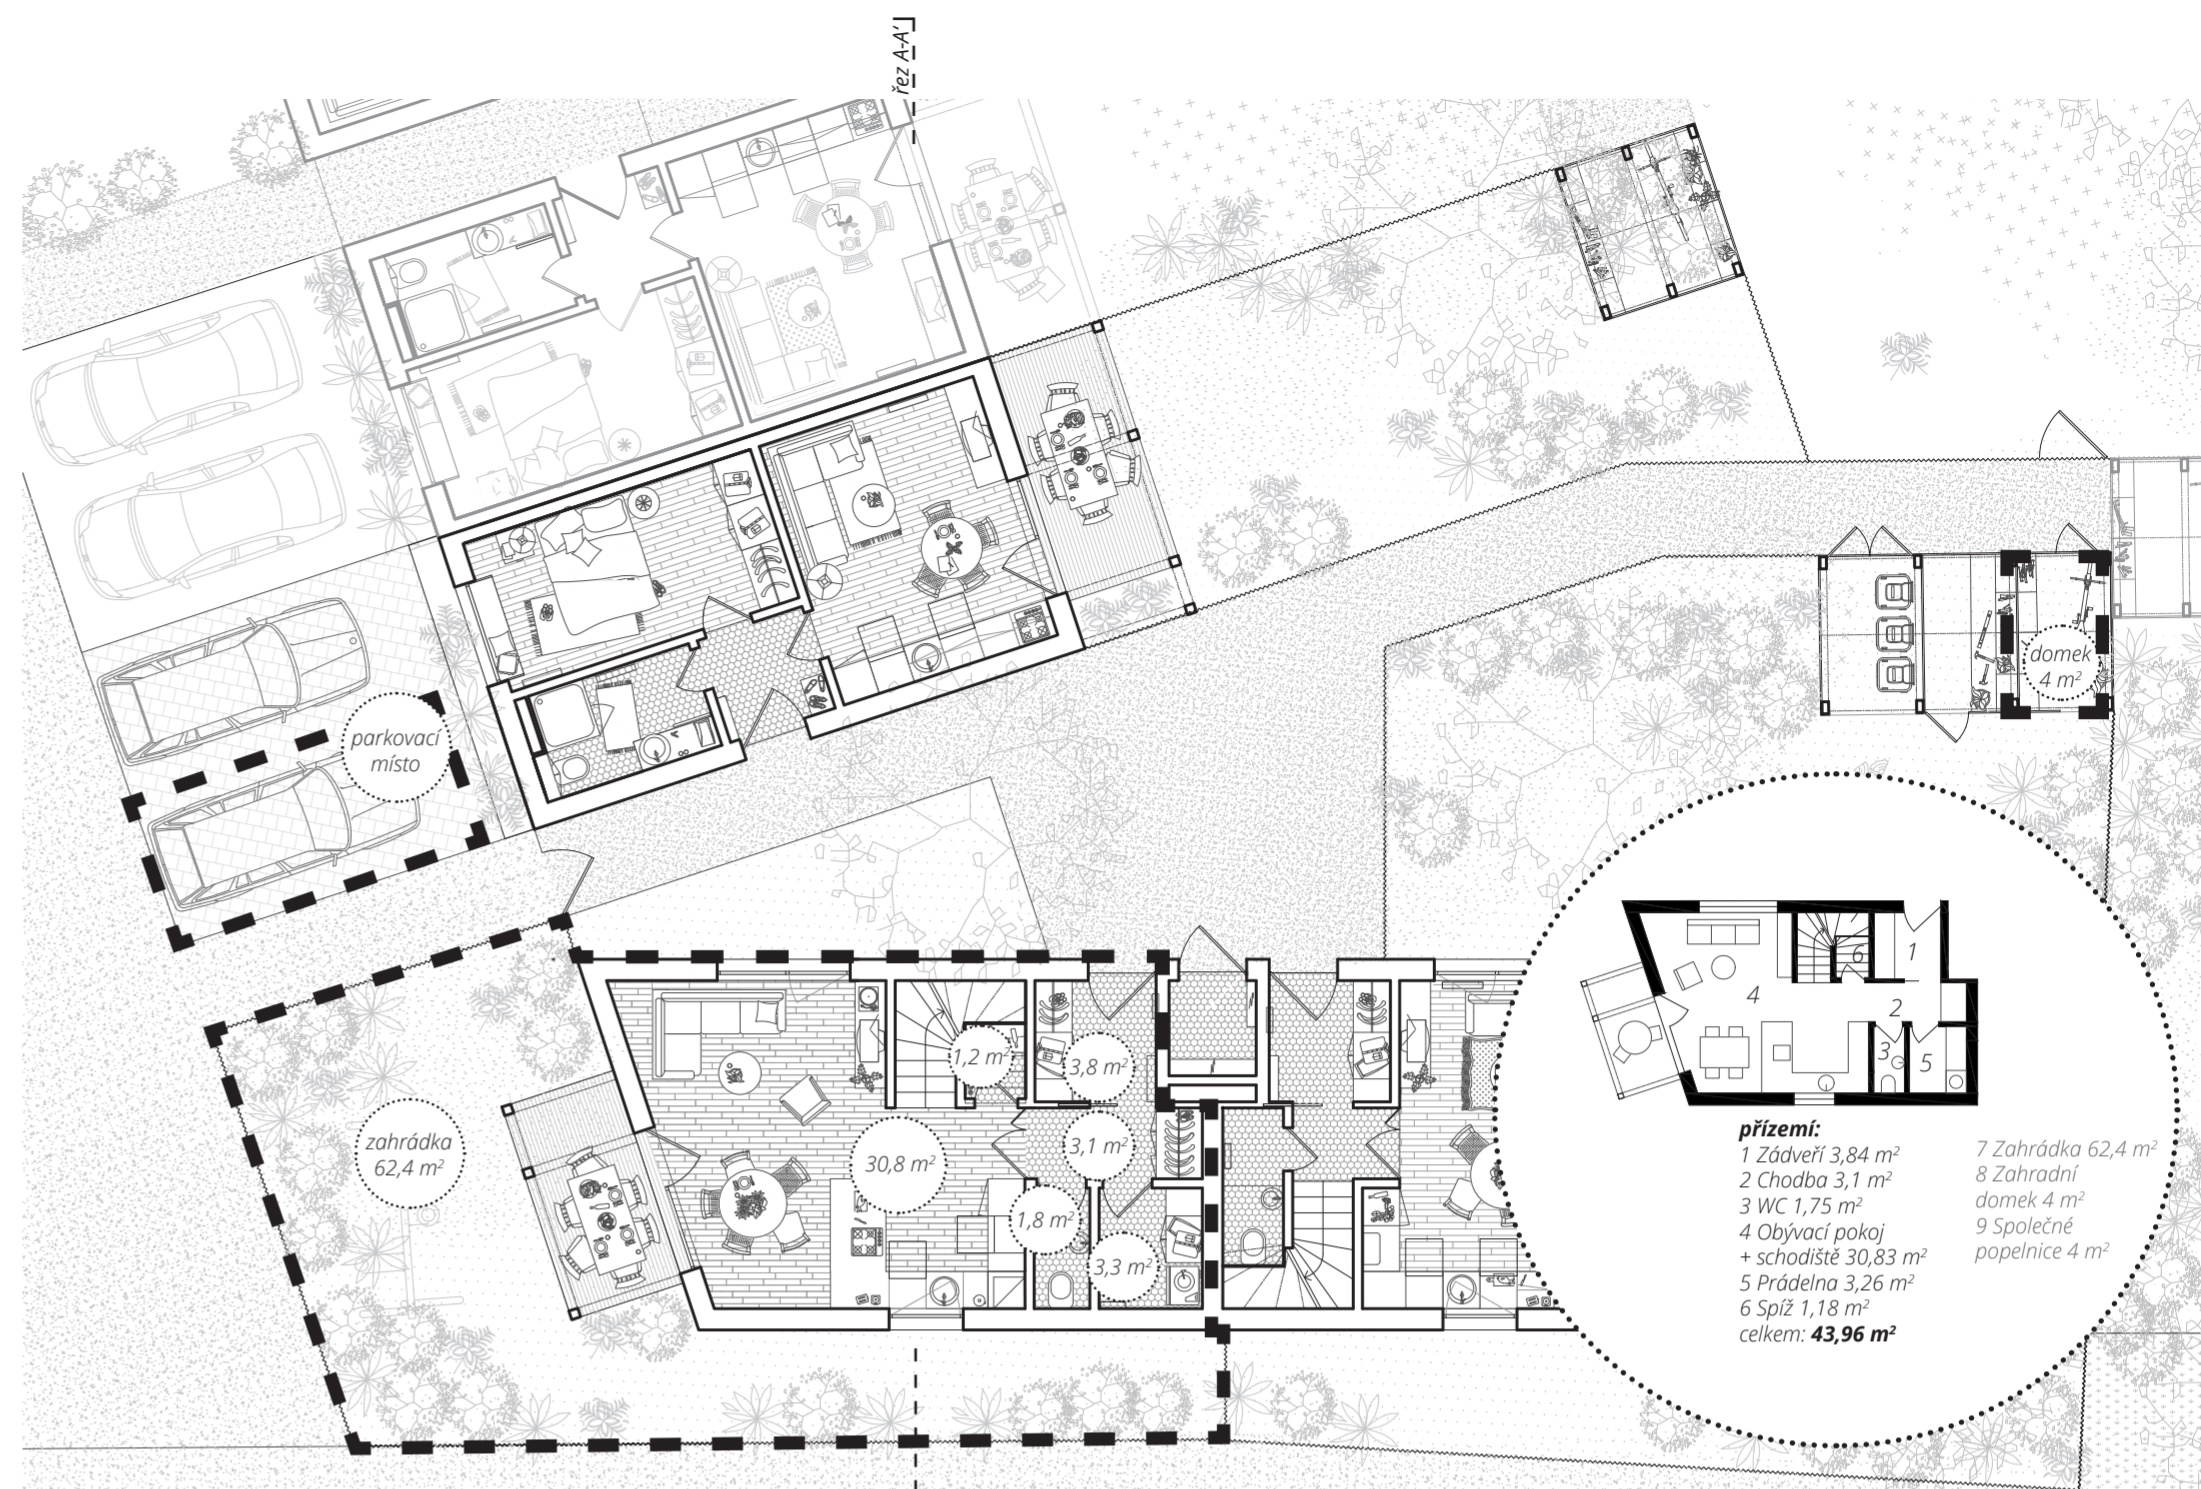 řez A-A'
domek
4 m²
parkovací
místo
1,2 m²
3,8 m²
zahrádka
62,4 m²
30,8 m²
3,1 m²
1,8 m²
3,3 m²
1
6
4
2
3
5
přízemí:
1 Zádveří 3,84 m²
2 Chodba 3,1 m²
3 WC 1,75 m²
4 Obývací pokoj
+ schodiště 30,83 m²
5 Prádelna 3,26 m²
6 Spíž 1,18 m²
celkem: 43,96 m²
7 Zahrádka 62,4 m²
8 Zahradní
domek 4 m²
9 Společné
popelnice 4 m²